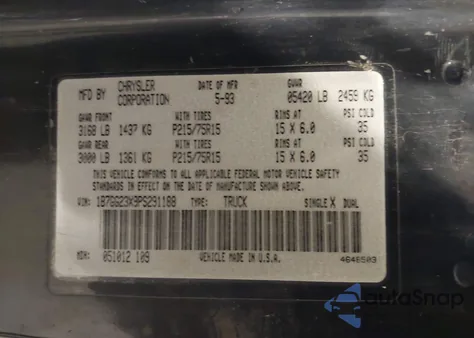 MFD BY CHRYSLER CORPORATION DATE OF MFR 5-93 GVWR 05420 LB 2459 KG
GAWR FRONT WITH TIRES RIMS AT PSI COLD
3168 LB 1437 KG P215/75R15 15 X 6.0 35
GAWR REAR WITH TIRES RIMS AT PSI COLD
3000 LB 1361 KG P215/75R15 15 X 6.0 35
THIS VEHICLE CONFORMS TO ALL APPLICABLE FEDERAL MOTOR VEHICLE SAFETY
STANDARDS IN EFFECT ON THE DATE OF MANUFACTURE SHOWN ABOVE
VIN: 1B7GG23X9PS291188 TYPE: TRUCK SINGLE X DUAL
MDH: 051012 109 VEHICLE MADE IN U.S.A. 4646503
autoSnap